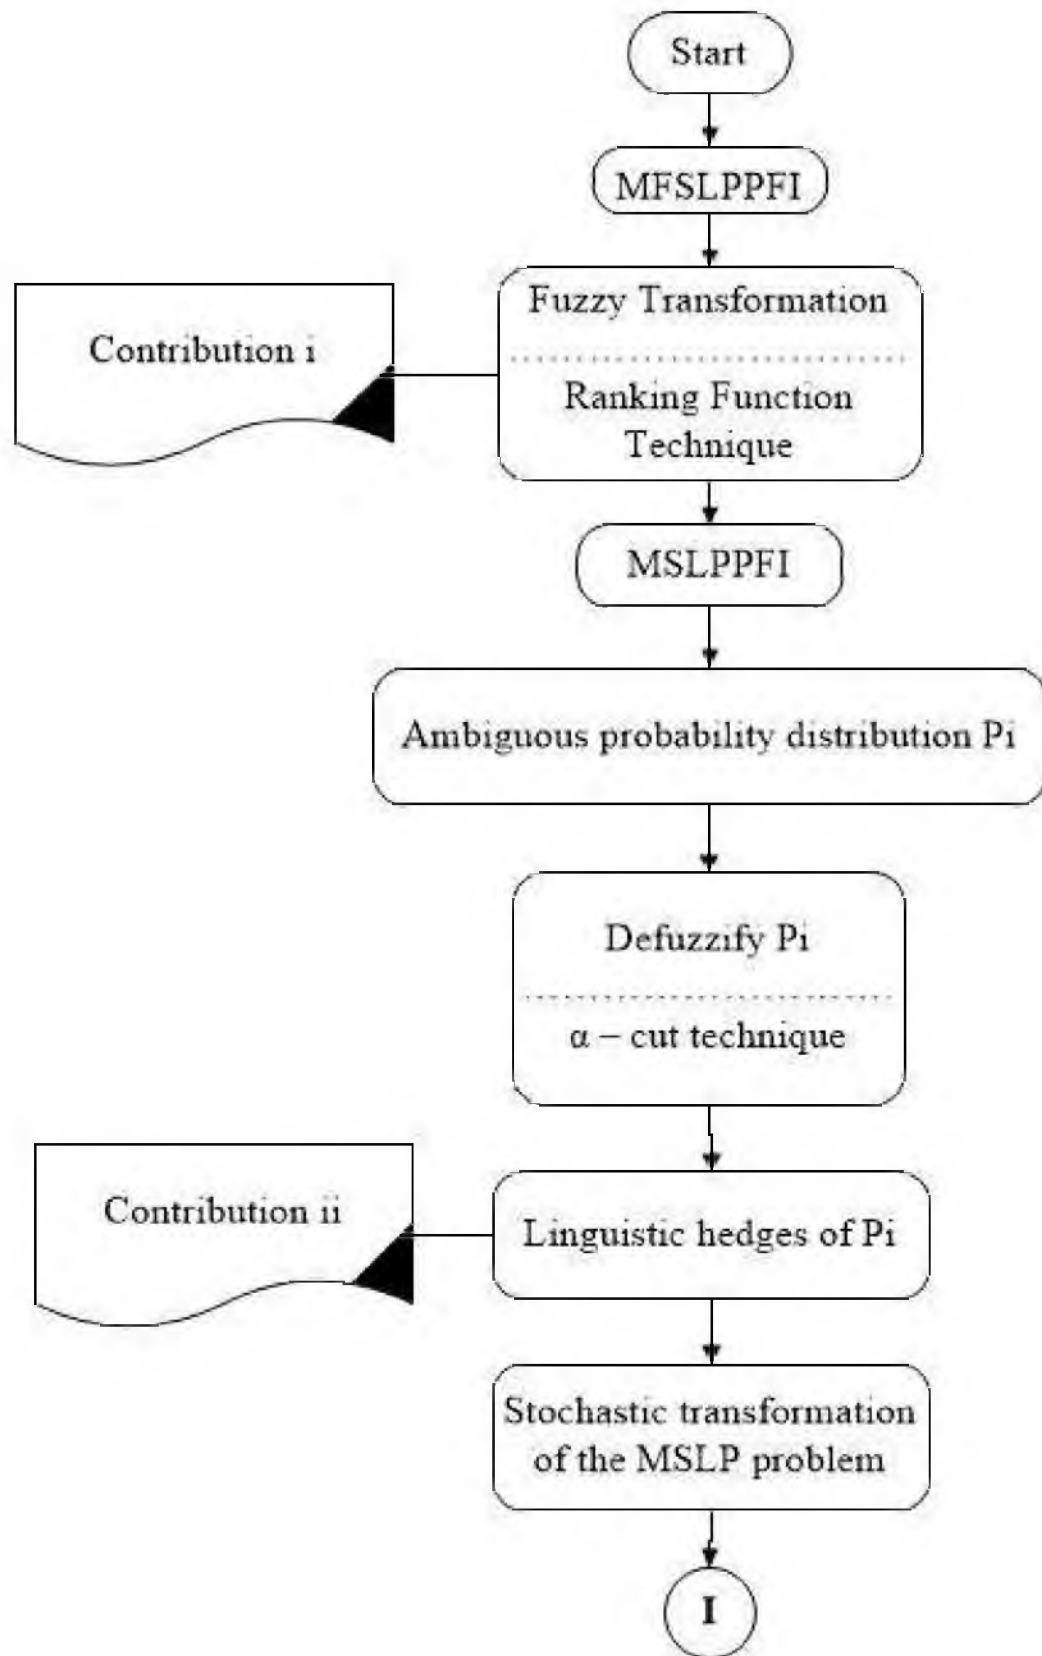 Start
MFSLPPFI
Fuzzy Transformation
Contribution i
Ranking Function
Technique
MSLPPFI
Ambiguous probability distribution Pi
Defuzzify Pi
α – cut technique
Contribution ii
Linguistic hedges of Pi
Stochastic transformation
of the MSLP problem
I